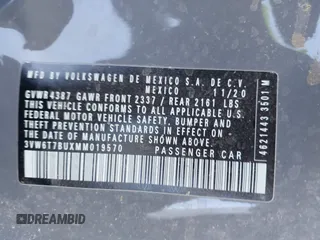 MFD BY VOLKSWAGEN DE MEXICO S.A. DE C.V.
MEXICO 11/20
GVWR4387 GAWR FRONT 2337 / REAR 2161 LBS
THIS VEHICLE CONFORMS TO ALL APPLICABLE U.S.
FEDERAL MOTOR VEHICLE SAFETY, BUMPER AND
THEFT PREVENTION STANDARDS IN EFFECT ON THE
DATE OF MANUFACTURE SHOWN ABOVE.
3VW6T7BUXMM019570
PASSENGER CAR
4621443 3501 M
DREAMBID